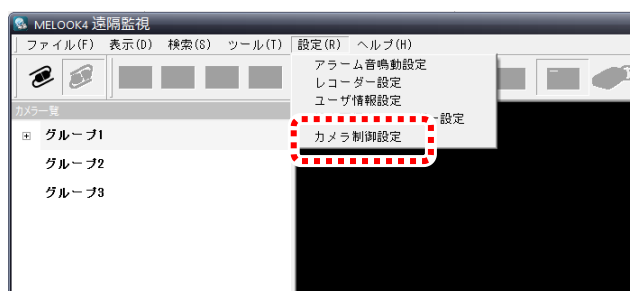 MELOOK4 遠隔監視
ファイル(F) 表示(D) 検索(S) ツール(T) 設定(R) ヘルプ(H)
アラーム音鳴動設定
レコーダー設定
ユーザ情報設定
ー設定
カメラ制御設定
カメラ一覧
グループ1
グループ2
グループ3